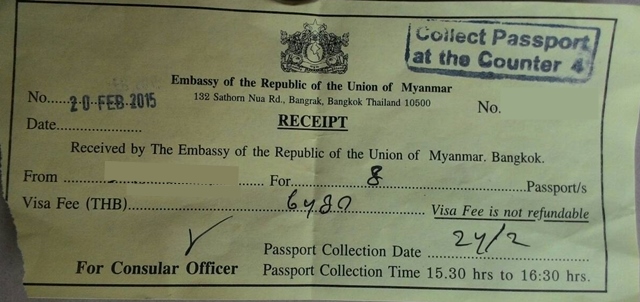 Collect Passport
at the Counter 4
Embassy of the Republic of the Union of Myanmar
132 Sathorn Nua Rd., Bangrak, Bangkok Thailand 10500
No..... 20 FEB 2015
No.
Date....................
RECEIPT
Received by The Embassy of the Republic of the Union of Myanmar. Bangkok.
From .... For.... 8 ....Passport/s
Visa Fee (THB).... Visa Fee is not refundable
Passport Collection Date .... 24/2
For Consular Officer
Passport Collection Time 15.30 hrs to 16:30 hrs.